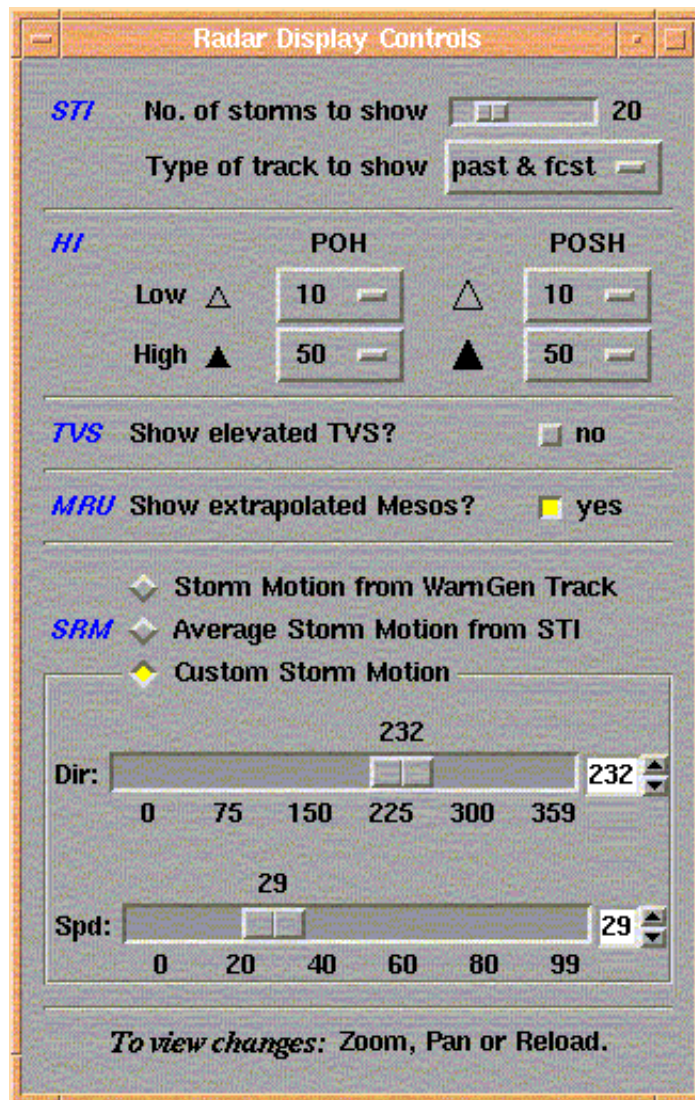 Radar Display Controls
STI No. of storms to show 20
Type of track to show past & fcst
HI POH POSH
Low 10 10
High 50 50
TVS Show elevated TVS? no
MRU Show extrapolated Mesos? yes
Storm Motion from WarnGen Track
SRM Average Storm Motion from STI
Custom Storm Motion
232
Dir: 232
0 75 150 225 300 359
29
Spd: 29
0 20 40 60 80 99
To view changes: Zoom, Pan or Reload.